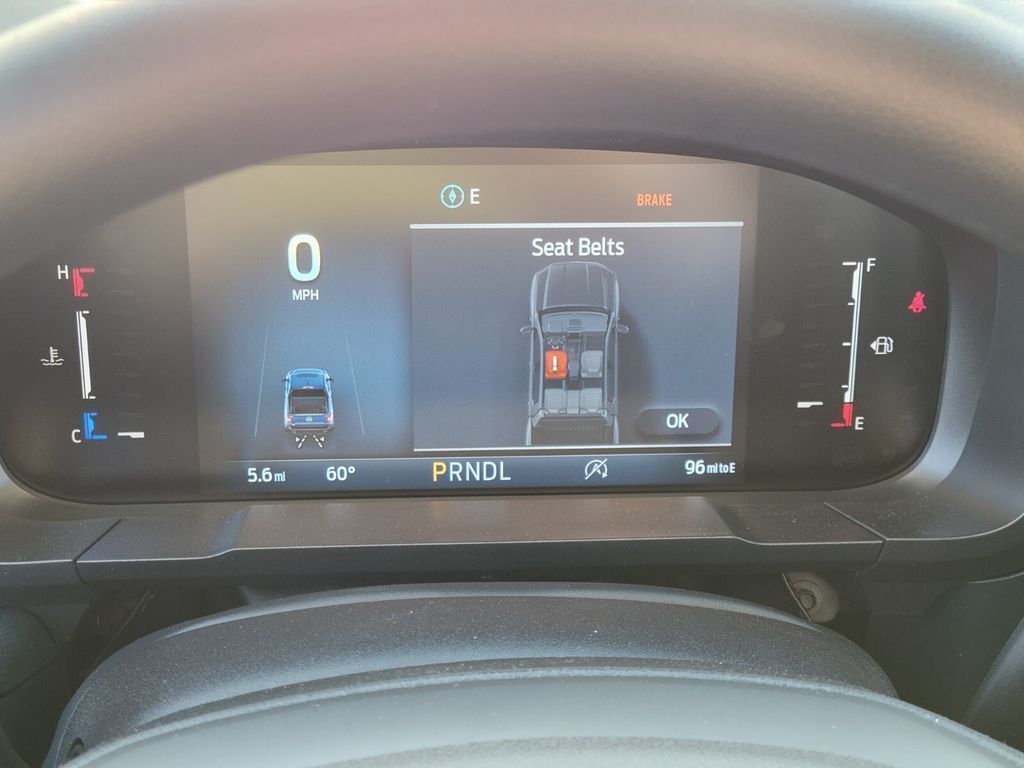 E
BRAKE
0
MPH
Seat Belts
OK
H
C
F
E
5.6 mi
60°
PRNDL
96 mi to E